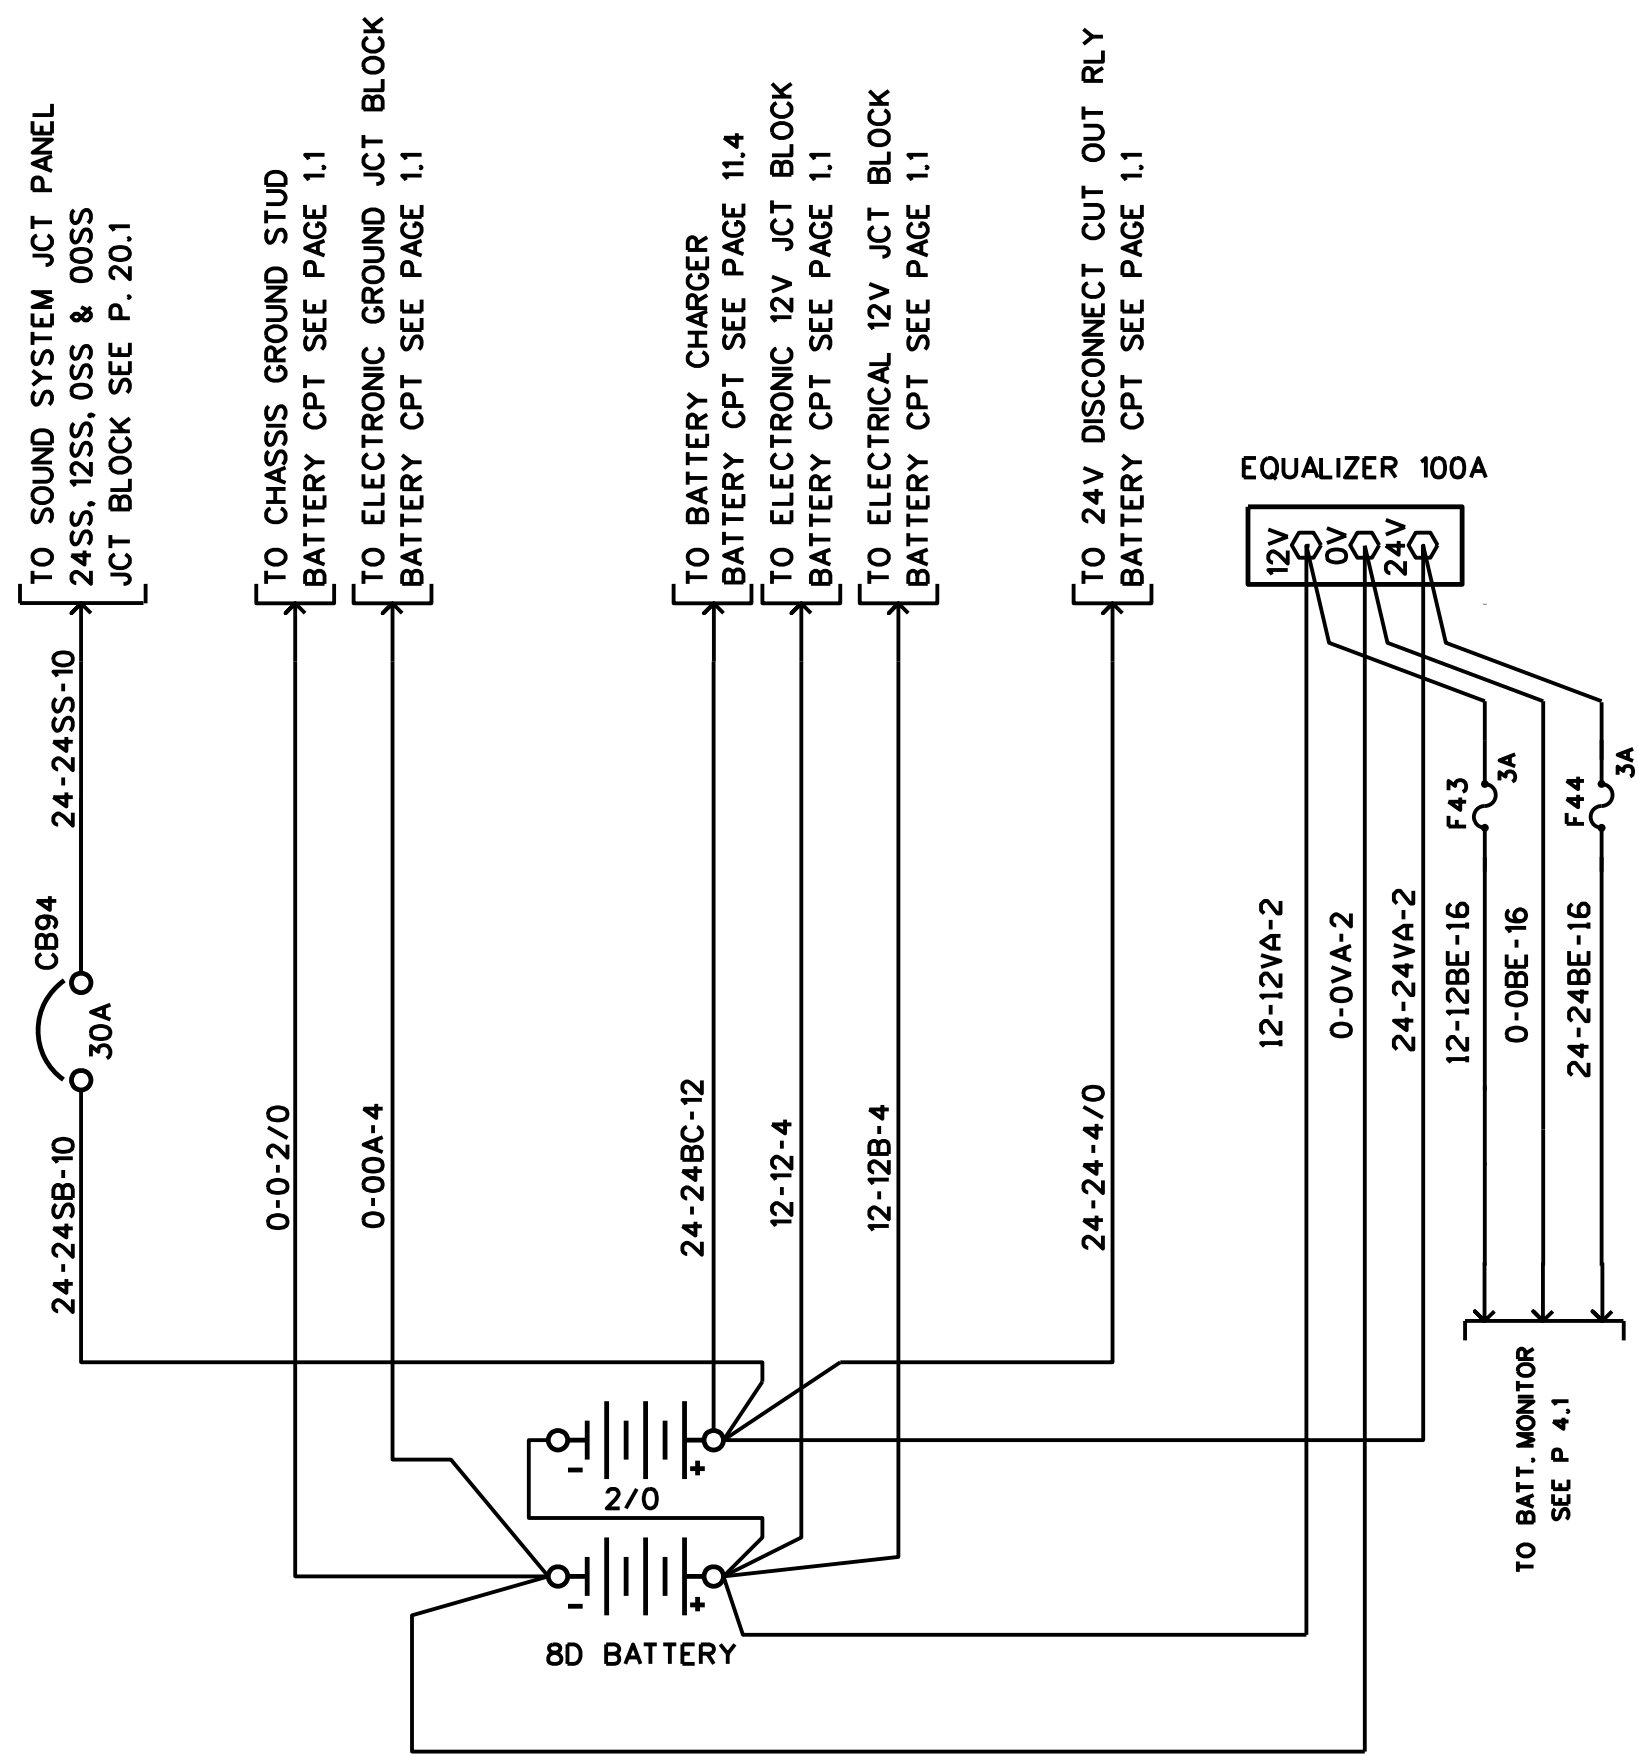 TO SOUND SYSTEM JCT PANEL
24SS, 12SS, 0SS & 00SS
JCT BLOCK SEE P. 20.1
TO CHASSIS GROUND STUD
BATTERY CPT SEE PAGE 1.1
TO ELECTRONIC GROUND JCT BLOCK
BATTERY CPT SEE PAGE 1.1
TO BATTERY CHARGER
BATTERY CPT SEE PAGE 11.4
TO ELECTRONIC 12V JCT BLOCK
BATTERY CPT SEE PAGE 1.1
TO ELECTRICAL 12V JCT BLOCK
BATTERY CPT SEE PAGE 1.1
TO 24V DISCONNECT CUT OUT RLY
BATTERY CPT SEE PAGE 1.1
EQUALIZER 100A
12V
0V
24V
24-24SS-10
CB94
30A
24-24SB-10
0-0-2/0
0-00A-4
24-24BC-12
12-12-4
12-12B-4
24-24-4/0
12-12VA-2
0-0VA-2
24-24VA-2
F43
3A
12-12BE-16
0-0BE-16
F44
3A
24-24BE-16
TO BATT. MONITOR
SEE P 4.1
- +
2/0
- +
8D BATTERY